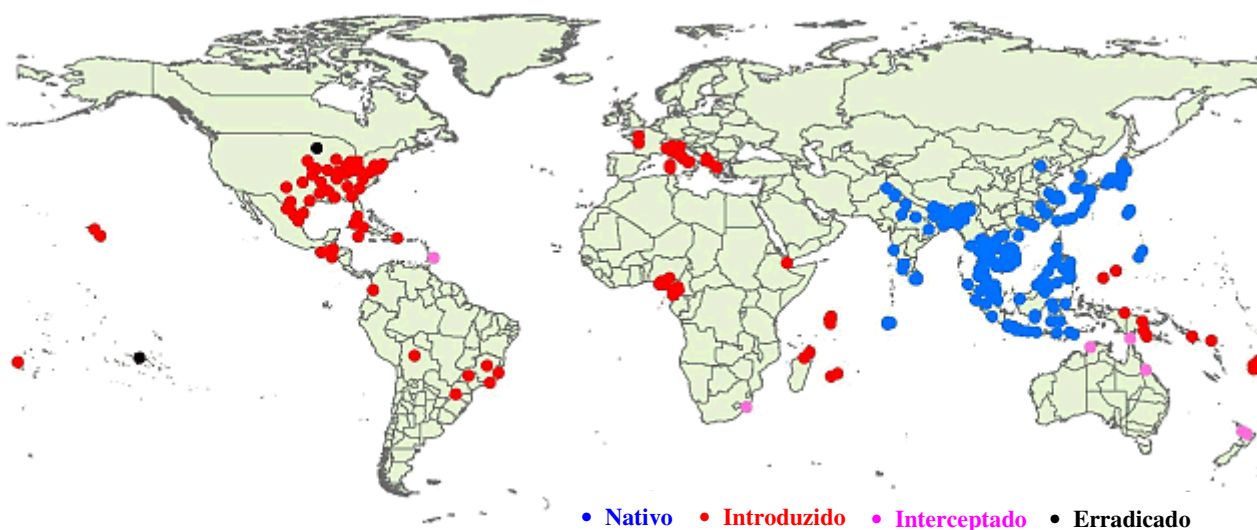 • Nativo • Introduzido • Interceptado • Erradicado